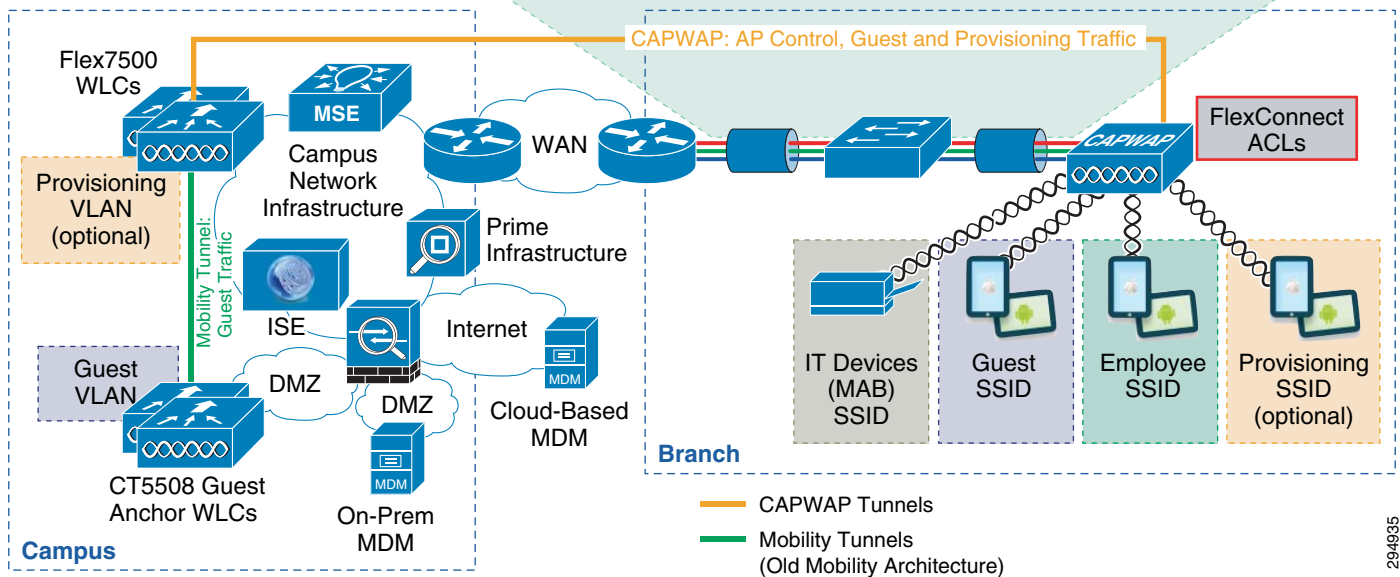 CAPWAP: AP Control, Guest and Provisioning Traffic
Flex7500
WLCs
MSE
Campus
Network
Infrastructure
WAN
CAPWAP
FlexConnect
ACLs
Provisioning
VLAN
(optional)
Mobility Tunnel:
Guest Traffic
Prime
Infrastructure
ISE
Internet
MDM
Cloud-Based
MDM
Guest
VLAN
DMZ
DMZ
MDM
On-Prem
MDM
CT5508 Guest
Anchor WLCs
Campus
IT Devices
(MAB)
SSID
Guest
SSID
Employee
SSID
Provisioning
SSID
(optional)
Branch
CAPWAP Tunnels
Mobility Tunnels
(Old Mobility Architecture)
294935